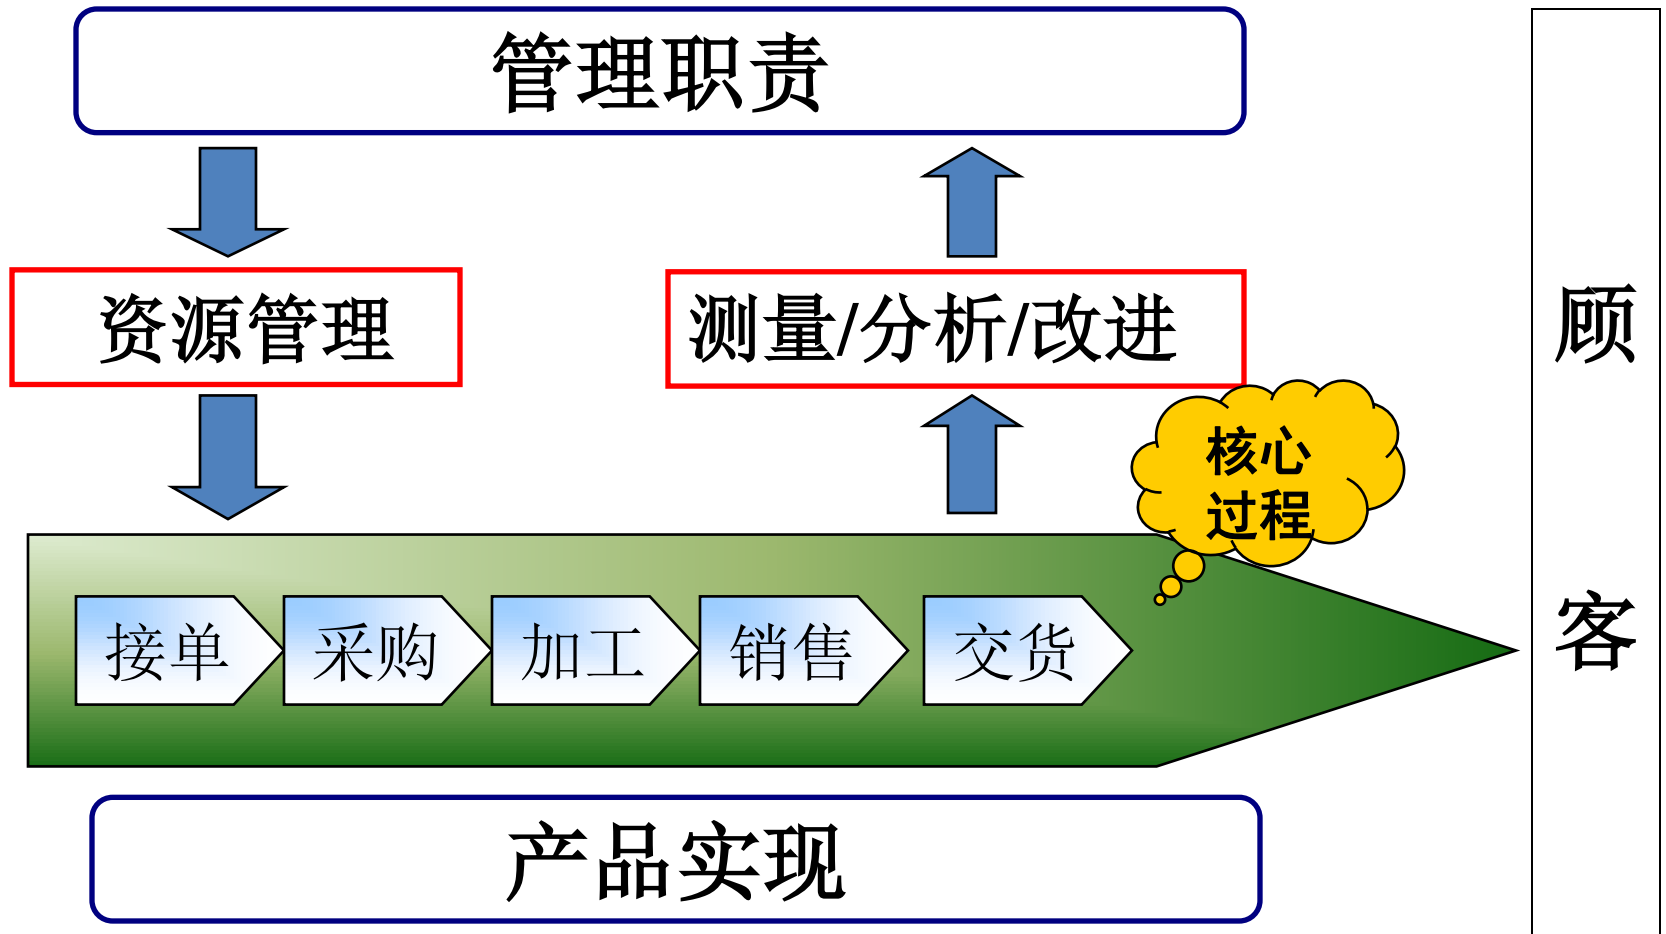 管理职责
资源管理
测量/分析/改进
核心
过程
接单
采购
加工
销售
交货
产品实现
顾
客